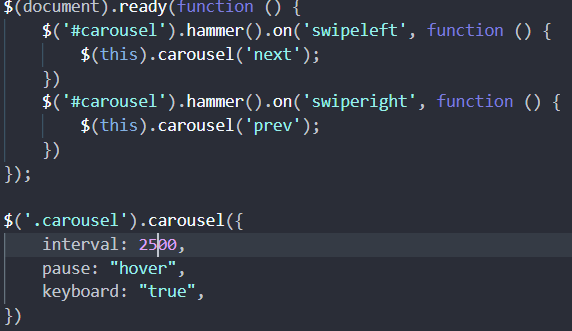 $(document).ready(function () {
    $('#carousel').hammer().on('swipeleft', function () {
        $(this).carousel('next');
    })
    $('#carousel').hammer().on('swiperight', function () {
        $(this).carousel('prev');
    })
});

$('.carousel').carousel({
    interval: 2500,
    pause: "hover",
    keyboard: "true",
})